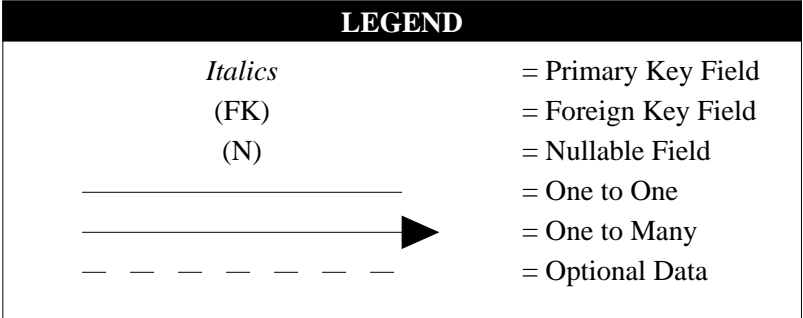 LEGEND
Italics = Primary Key Field
(FK) = Foreign Key Field
(N) = Nullable Field
= One to One
= One to Many
= Optional Data